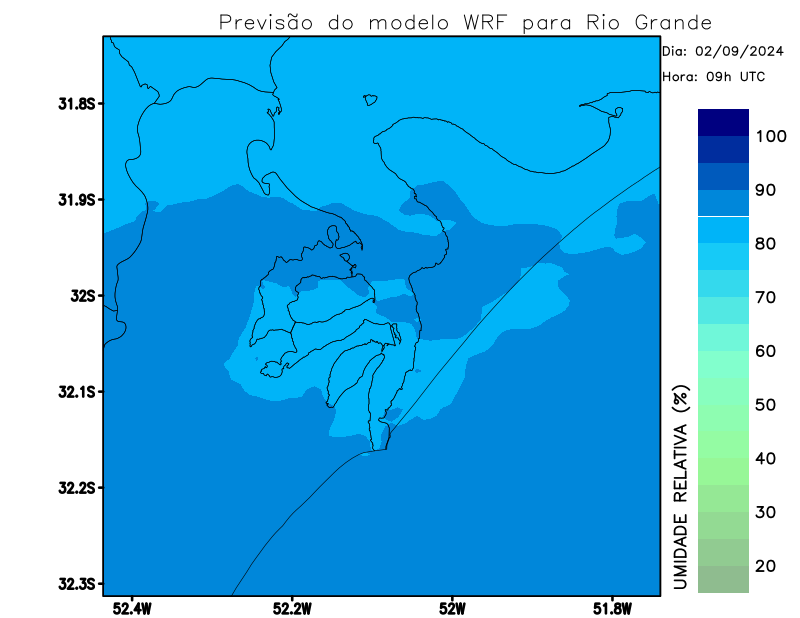 Previsão do modelo WRF para Rio Grande
Dia: 02/09/2024
Hora: 09h UTC
31.8S
31.9S
32S
32.1S
32.2S
32.3S
52.4W
52.2W
52W
51.8W
100
90
80
70
60
50
40
30
20
UMIDADE RELATIVA (%)